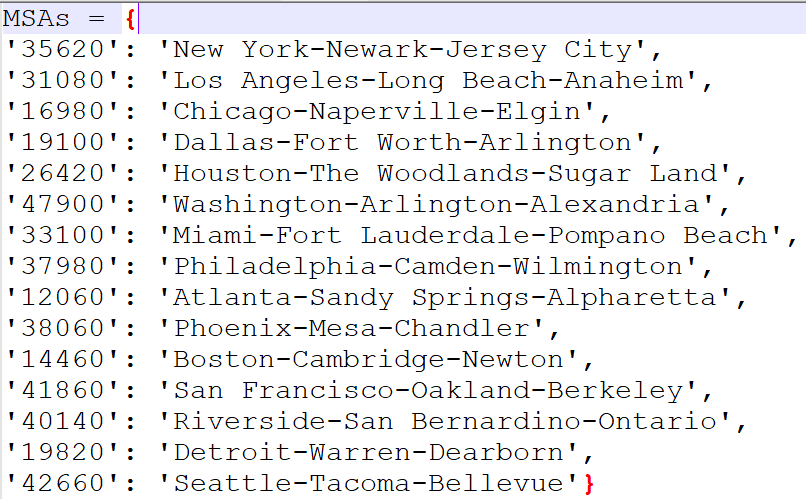 MSAs = {
'35620': 'New York-Newark-Jersey City',
'31080': 'Los Angeles-Long Beach-Anaheim',
'16980': 'Chicago-Naperville-Elgin',
'19100': 'Dallas-Fort Worth-Arlington',
'26420': 'Houston-The Woodlands-Sugar Land',
'47900': 'Washington-Arlington-Alexandria',
'33100': 'Miami-Fort Lauderdale-Pompano Beach',
'37980': 'Philadelphia-Camden-Wilmington',
'12060': 'Atlanta-Sandy Springs-Alpharetta',
'38060': 'Phoenix-Mesa-Chandler',
'14460': 'Boston-Cambridge-Newton',
'41860': 'San Francisco-Oakland-Berkeley',
'40140': 'Riverside-San Bernardino-Ontario',
'19820': 'Detroit-Warren-Dearborn',
'42660': 'Seattle-Tacoma-Bellevue'}